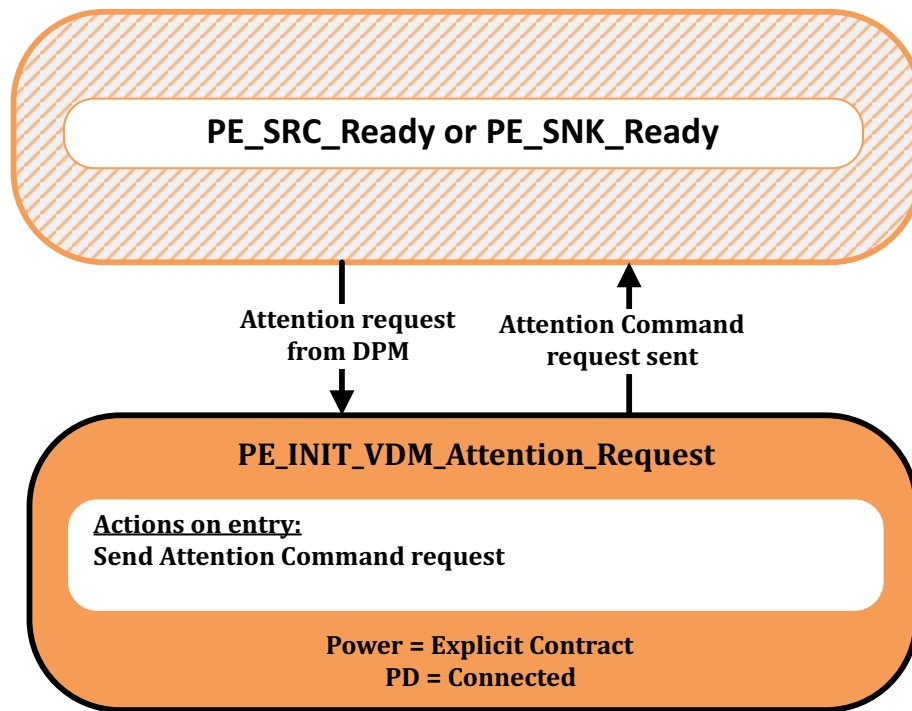 PE_SRC_Ready or PE_SNK_Ready
Attention request
from DPM
Attention Command
request sent
PE_INIT_VDM_Attention_Request
Actions on entry:
Send Attention Command request
Power = Explicit Contract
PD = Connected